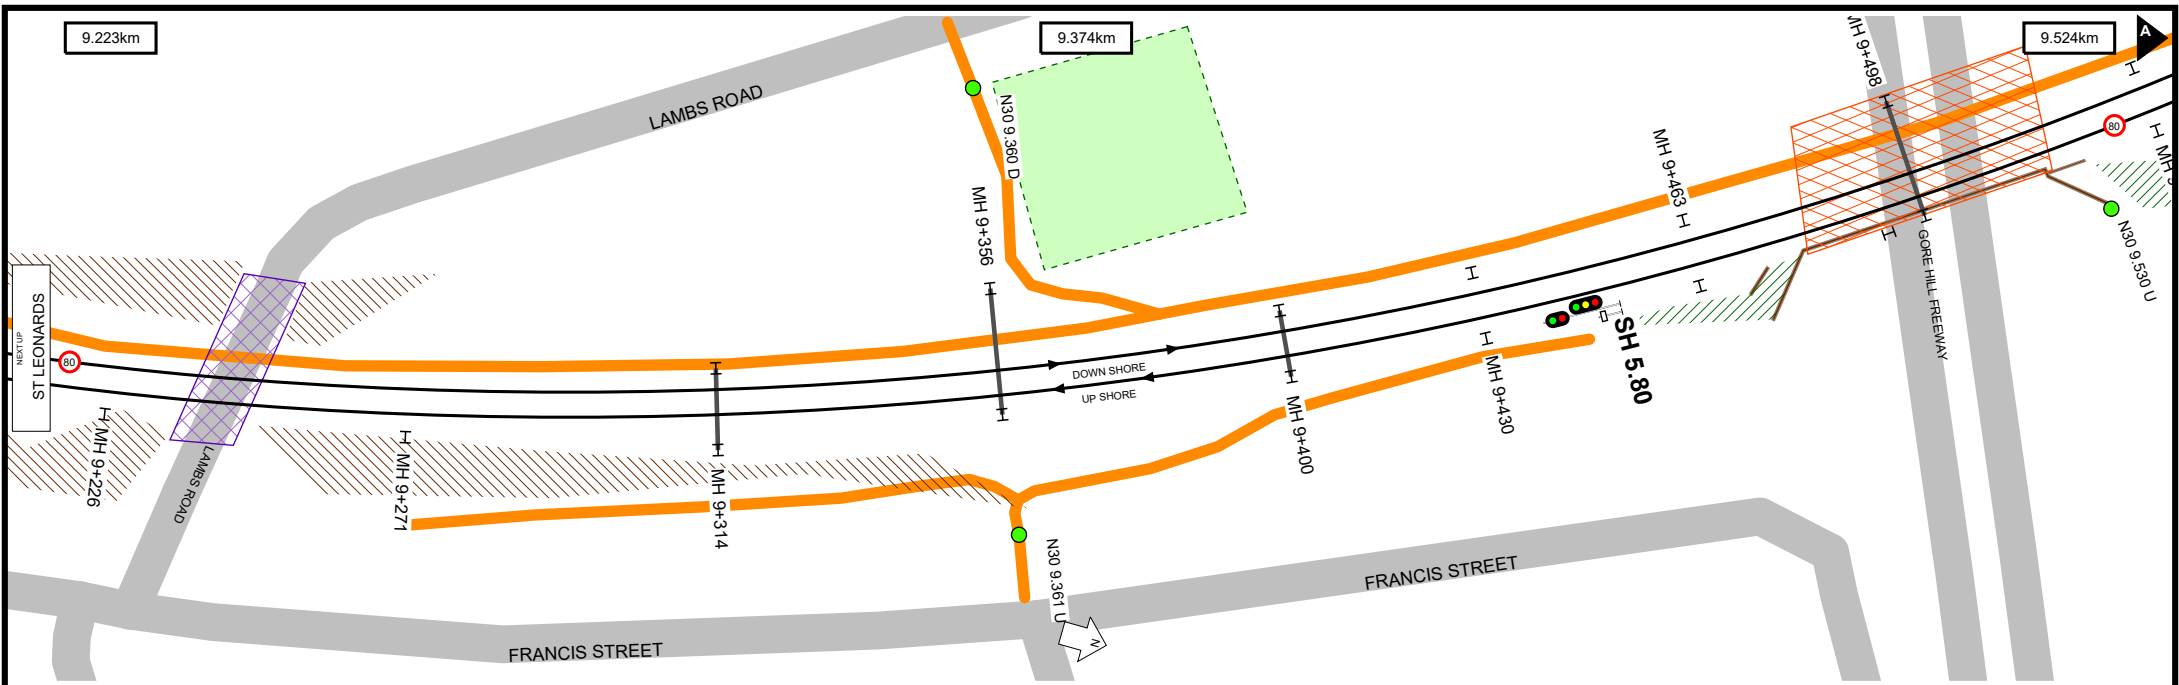 9.223km
9.374km
9.524km
A
MH 9+498
LAMBS ROAD
N30 9.360 D
MH 9+463
80
MH 9+356
N30 9.530 U
GORE HILL FREEWAY
NEXT UP
ST LEONARDS
80
DOWN SHORE
UP SHORE
SH 5.80
MH 9+226
LAMBS ROAD
MH 9+271
MH 9+314
MH 9+400
MH 9+430
N30 9.361 U
FRANCIS STREET
FRANCIS STREET
N